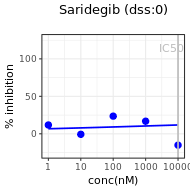 Saridegib (dss:0)
IC50
% inhibition
100
50
0
1 10 100 1000 10000
conc(nM)